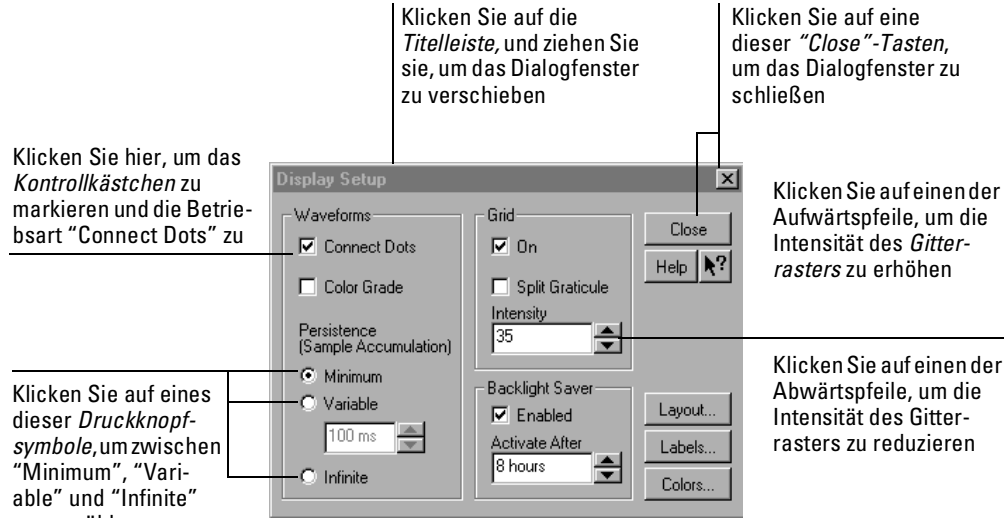 Klicken Sie auf die
Titelleiste, und ziehen Sie
sie, um das Dialogfenster
zu verschieben
Klicken Sie auf eine
dieser “Close”-Tasten,
um das Dialogfenster zu
schließen
Klicken Sie hier, um das
Kontrollkästchen zu
markieren und die Betrie-
bsart “Connect Dots” zu
Klicken Sie auf eines
dieser Druckknopf-
symbole, um zwischen
“Minimum”, “Vari-
able” und “Infinite”
Display Setup
Waveforms
Connect Dots
Color Grade
Persistence
(Sample Accumulation)
Minimum
Variable
100 ms
Infinite
Grid
On
Split Graticule
Intensity
35
Backlight Saver
Enabled
Activate After
8 hours
Close
Help ?
Layout...
Labels...
Colors...
Klicken Sie auf einen der
Aufwärtspfeile, um die
Intensität des Gitter-
rasters zu erhöhen
Klicken Sie auf einen der
Abwärtspfeile, um die
Intensität des Gitter-
rasters zu reduzieren